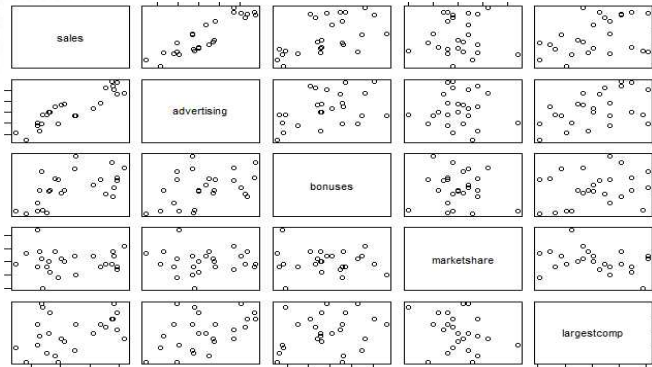 sales
advertising
bonuses
marketshare
largestcomp